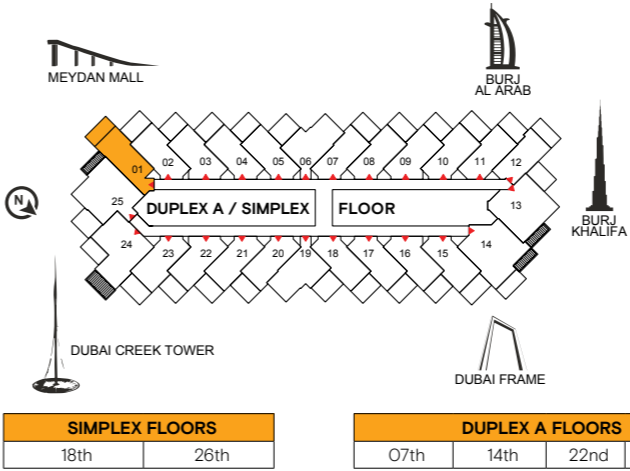 MEYDAN MALL
BURJ
AL ARAB
01 02 03 04 05 06 07 08 09 10 11 12
N
25 DUPLEX A / SIMPLEX FLOOR 13
BURJ
KHALIFA
24 23 22 21 20 19 18 17 16 15 14
DUBAI CREEK TOWER
DUBAI FRAME
SIMPLEX FLOORS
18th 26th
DUPLEX A FLOORS
07th 14th 22nd